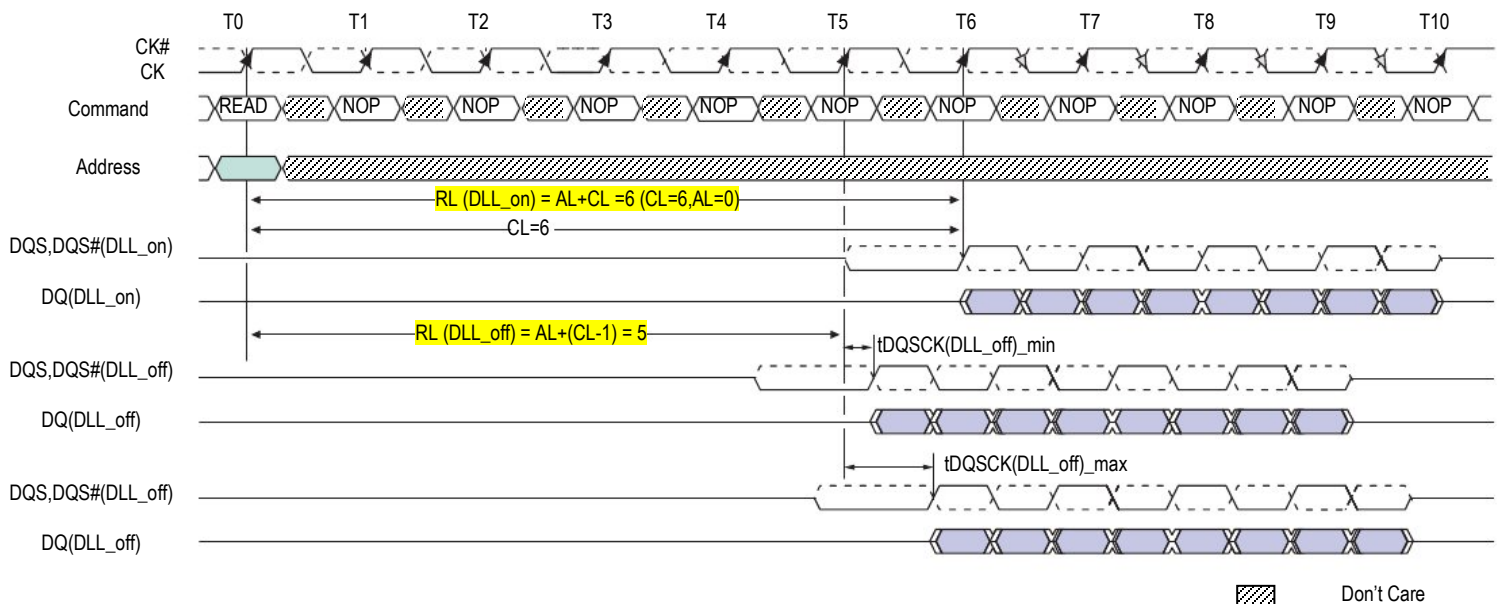 T0 T1 T2 T3 T4 T5 T6 T7 T8 T9 T10
CK#
CK
Command READ NOP NOP NOP NOP NOP NOP NOP NOP NOP NOP
Address
RL (DLL_on) = AL+CL =6 (CL=6,AL=0)
CL=6
DQS,DQS#(DLL_on)
DQ(DLL_on)
RL (DLL_off) = AL+(CL-1) = 5
tDQSCK(DLL_off)_min
DQS,DQS#(DLL_off)
DQ(DLL_off)
tDQSCK(DLL_off)_max
DQS,DQS#(DLL_off)
DQ(DLL_off)
Don't Care